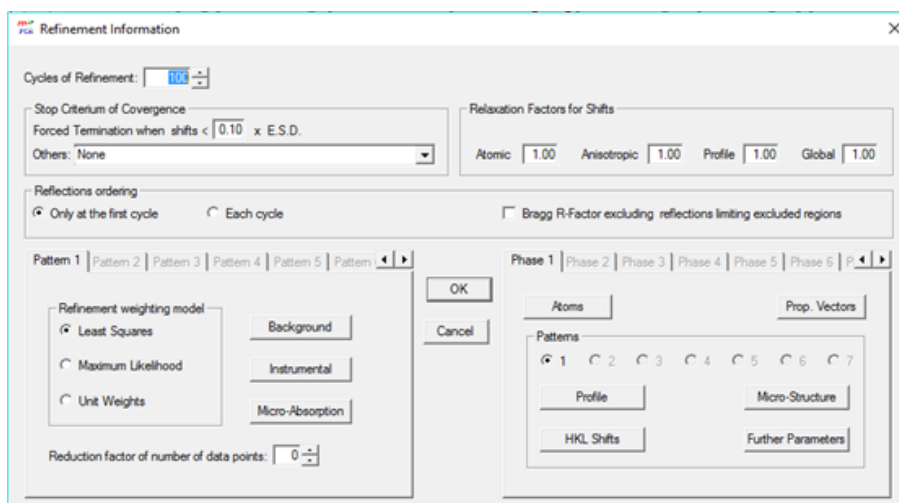 Refinement Information
Cycles of Refinement: 100
Stop Criterium of Covergence
Forced Termination when shifts < 0.10 x E.S.D.
Others: None
Relaxation Factors for Shifts
Atomic 1.00 Anisotropic 1.00 Profile 1.00 Global 1.00
Reflections ordering
Only at the first cycle Each cycle Bragg R-Factor excluding reflections limiting excluded regions
Pattern 1 Pattern 2 Pattern 3 Pattern 4 Pattern 5 Pattern
Refinement weighting model
Least Squares
Maximum Likelihood
Unit Weights
Background
Instrumental
Micro-Absorption
Reduction factor of number of data points: 0
OK
Cancel
Phase 1 Phase 2 Phase 3 Phase 4 Phase 5 Phase 6 P
Atoms Prop. Vectors
Patterns
1 2 3 4 5 6 7
Profile Micro-Structure
HKL Shifts Further Parameters